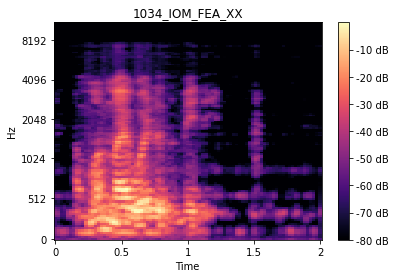 1034_IOM_FEA_XX
8192
4096
2048
1024
512
0
Hz
0
0.5
1
1.5
2
Time
-10 dB
-20 dB
-30 dB
-40 dB
-50 dB
-60 dB
-70 dB
-80 dB